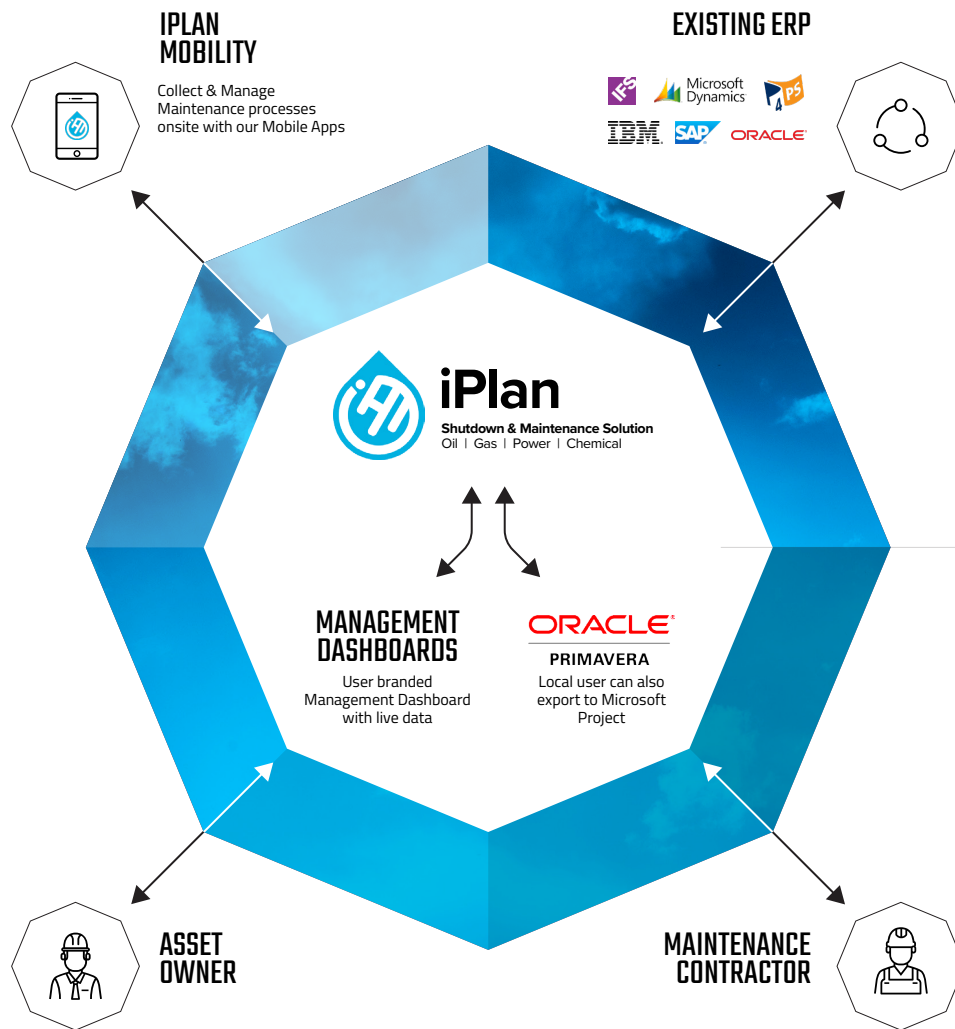 IPLAN
MOBILITY
Collect & Manage
Maintenance processes
onsite with our Mobile Apps
EXISTING ERP
IFS
Microsoft
Dynamics
4PS
IBM
SAP
ORACLE
iPlan
Shutdown & Maintenance Solution
Oil | Gas | Power | Chemical
MANAGEMENT
DASHBOARDS
User branded
Management Dashboard
with live data
ORACLE
PRIMAVERA
Local user can also
export to Microsoft
Project
ASSET
OWNER
MAINTENANCE
CONTRACTOR